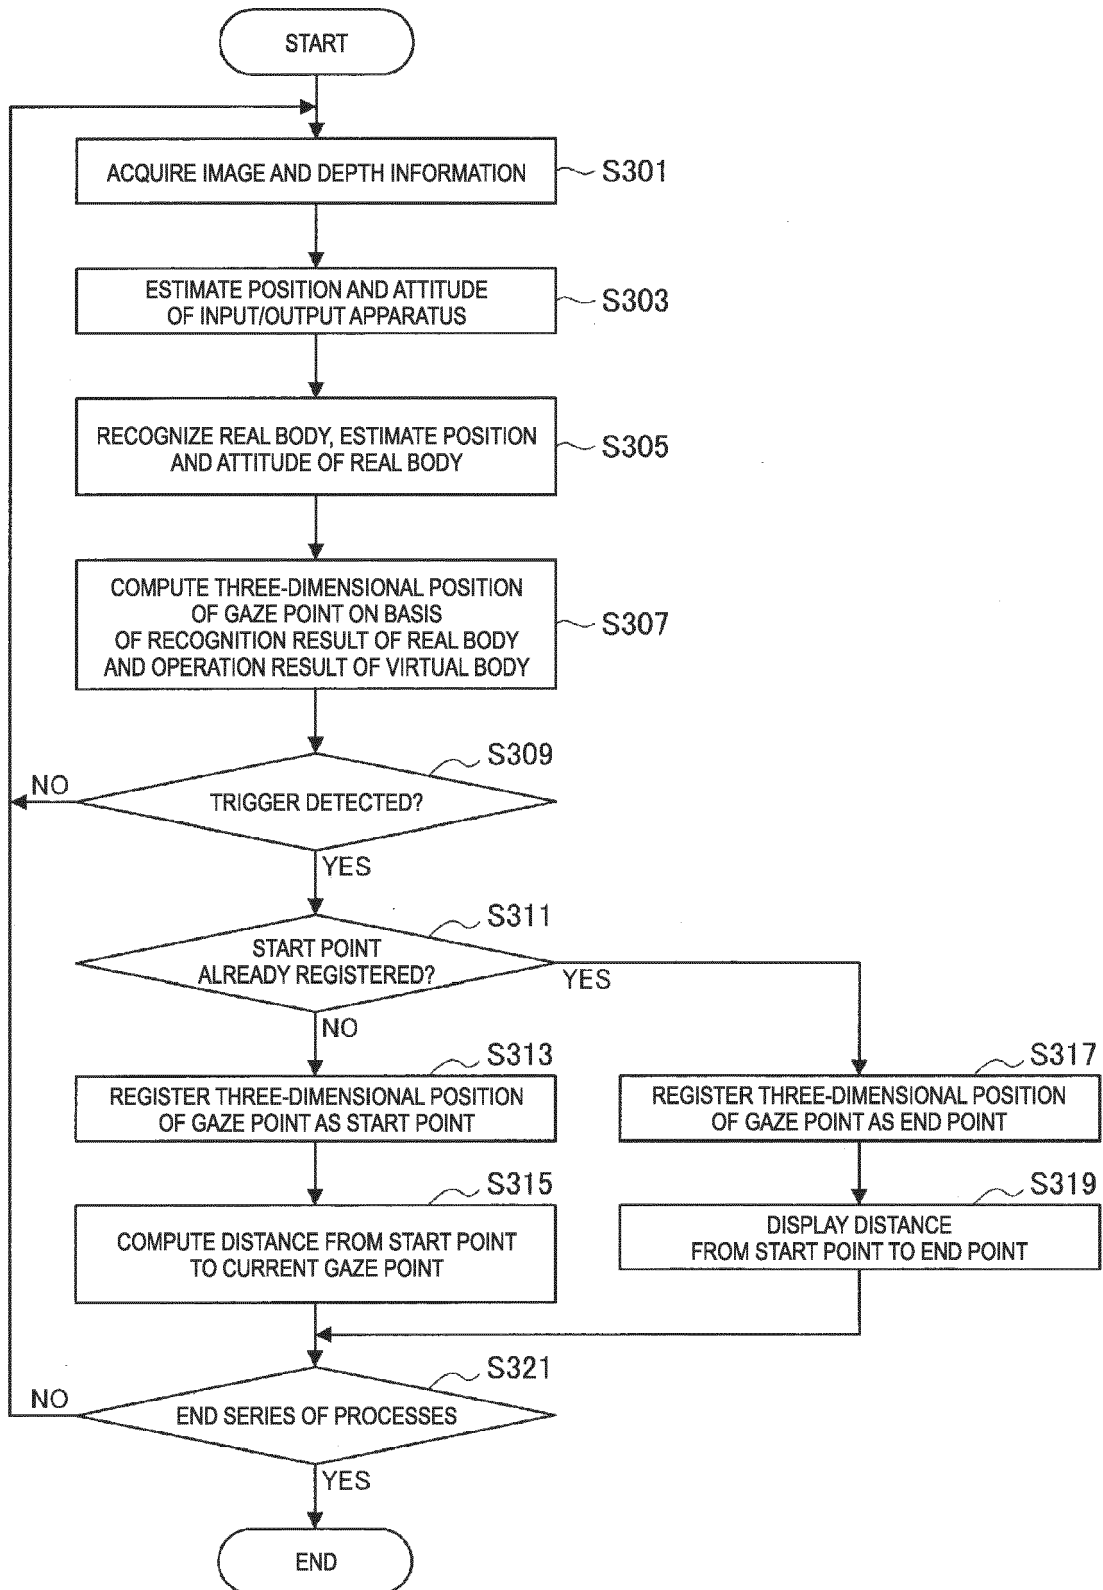 START
ACQUIRE IMAGE AND DEPTH INFORMATION
S301
ESTIMATE POSITION AND ATTITUDE
OF INPUT/OUTPUT APPARATUS
S303
RECOGNIZE REAL BODY, ESTIMATE POSITION
AND ATTITUDE OF REAL BODY
S305
COMPUTE THREE-DIMENSIONAL POSITION
OF GAZE POINT ON BASIS
OF RECOGNITION RESULT OF REAL BODY
AND OPERATION RESULT OF VIRTUAL BODY
S307
S309
NO
TRIGGER DETECTED?
YES
S311
START POINT
ALREADY REGISTERED?
YES
NO
S313
REGISTER THREE-DIMENSIONAL POSITION
OF GAZE POINT AS START POINT
S317
REGISTER THREE-DIMENSIONAL POSITION
OF GAZE POINT AS END POINT
S315
COMPUTE DISTANCE FROM START POINT
TO CURRENT GAZE POINT
S319
DISPLAY DISTANCE
FROM START POINT TO END POINT
S321
NO
END SERIES OF PROCESSES
YES
END